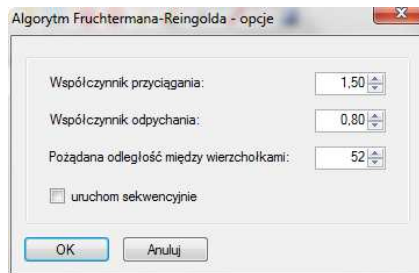 Algorytm Fruchtermana-Reingolda - opcje
Współczynnik przyciągania: 1,50
Współczynnik odpychania: 0,80
Pożądana odległość między wierzchołkami: 52
uruchom sekwencyjnie
OK Anuluj